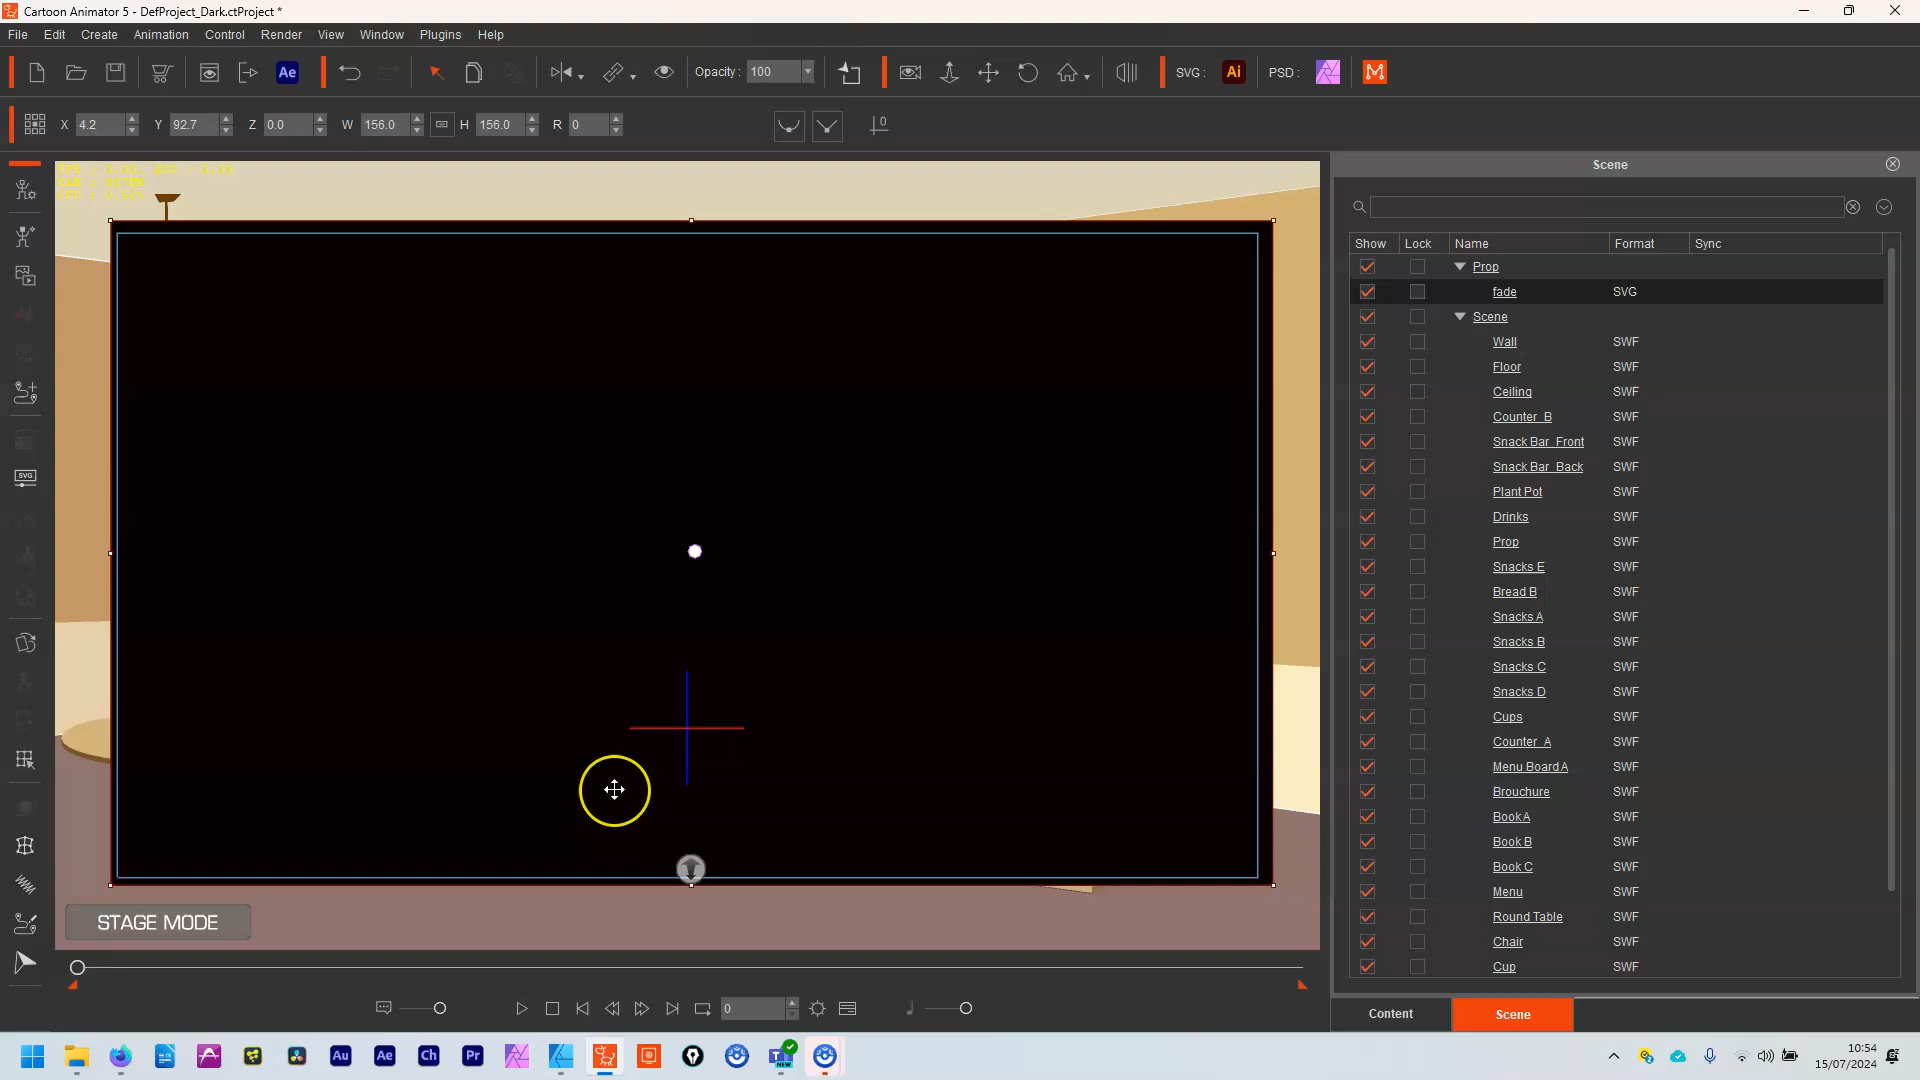 Cartoon Animator 5 - DefProject_Dark.ctProject *
File Edit Create Animation Control Render View Window Plugins Help
Ae Opacity : 100 SVG : Ai PSD :
X 4.2 Y 92.7 Z 0.0 W 156.0 H 156.0 R 0 0
Scene
Show Lock Name Format Sync
Prop
fade SVG
Scene
Wall SWF
Floor SWF
Ceiling SWF
Counter_B SWF
Snack Bar_Front SWF
Snack Bar_Back SWF
Plant Pot SWF
Drinks SWF
Prop SWF
Snacks E SWF
Bread B SWF
Snacks A SWF
Snacks B SWF
Snacks C SWF
Snacks D SWF
Cups SWF
Counter_A SWF
Menu Board A SWF
Brouchure SWF
Book A SWF
Book B SWF
Book C SWF
Menu SWF
Round Table SWF
Chair SWF
Cup SWF
SVG
STAGE MODE
0
Content Scene
Au Ae Ch Pr NEW
10:54
15/07/2024